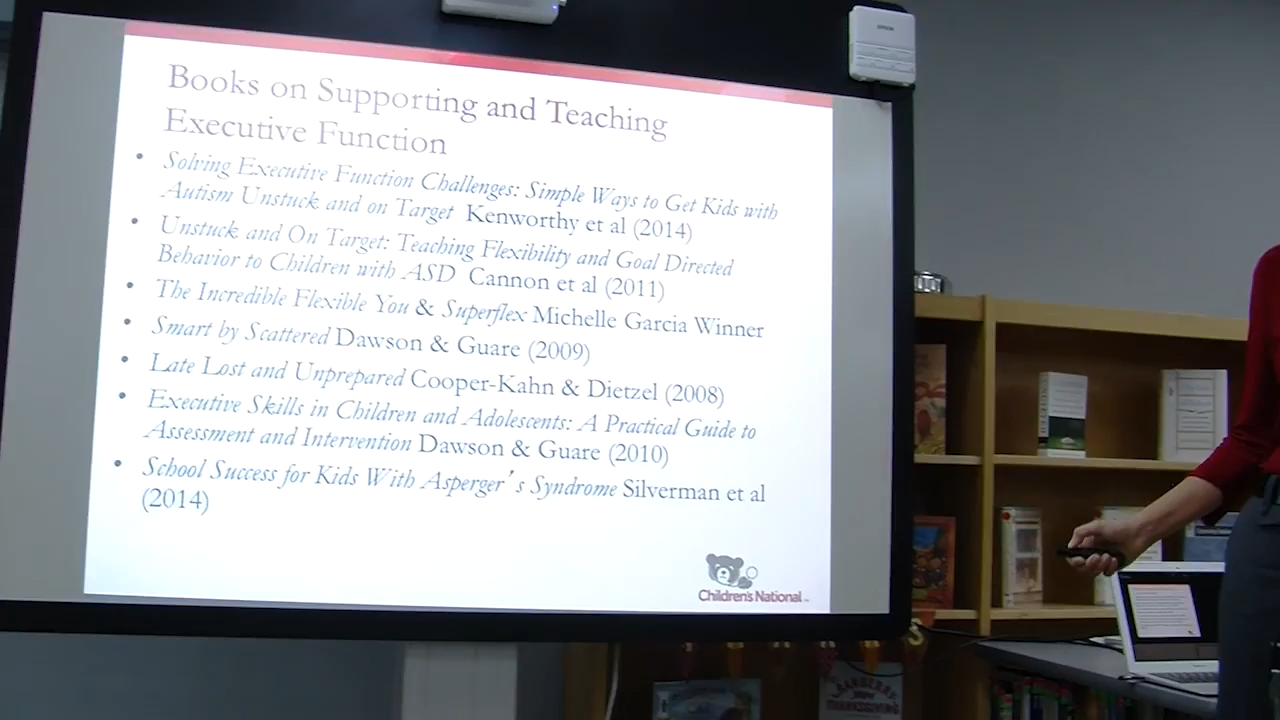 Books on Supporting and Teaching
Executive Function
• Solving Executive Function Challenges: Simple Ways to Get Kids with
Autism Unstuck and on Target Kenworthy et al (2014)
• Unstuck and On Target: Teaching Flexibility and Goal Directed
Behavior to Children with ASD Cannon et al (2011)
• The Incredible Flexible You & Superflex Michelle Garcia Winner
• Smart by Scattered Dawson & Guare (2009)
• Late Lost and Unprepared Cooper-Kahn & Dietzel (2008)
• Executive Skills in Children and Adolescents: A Practical Guide to
Assessment and Intervention Dawson & Guare (2010)
• School Success for Kids With Asperger's Syndrome Silverman et al
(2014)
Children's National
EPSON
THANKSGIVING